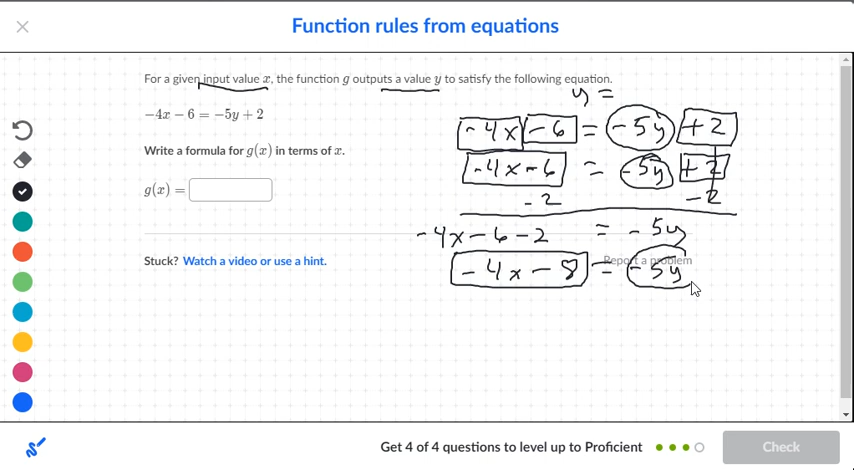 Function rules from equations
For a given input value x, the function g outputs a value y to satisfy the following equation.
y =
−4x − 6 = −5y + 2
-4x - 6 = -5y + 2
Write a formula for g(x) in terms of x.
-4x - 6 = -5y + 2
g(x) =
-2 -2
-4x - 6 - 2 = -5y
Stuck? Watch a video or use a hint.
Report a problem
-4x - 8 = -5y
Get 4 of 4 questions to level up to Proficient
Check